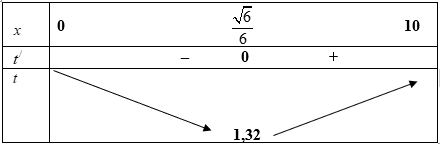 x 0 √6/6 10
t/ – 0 +
t
1,32